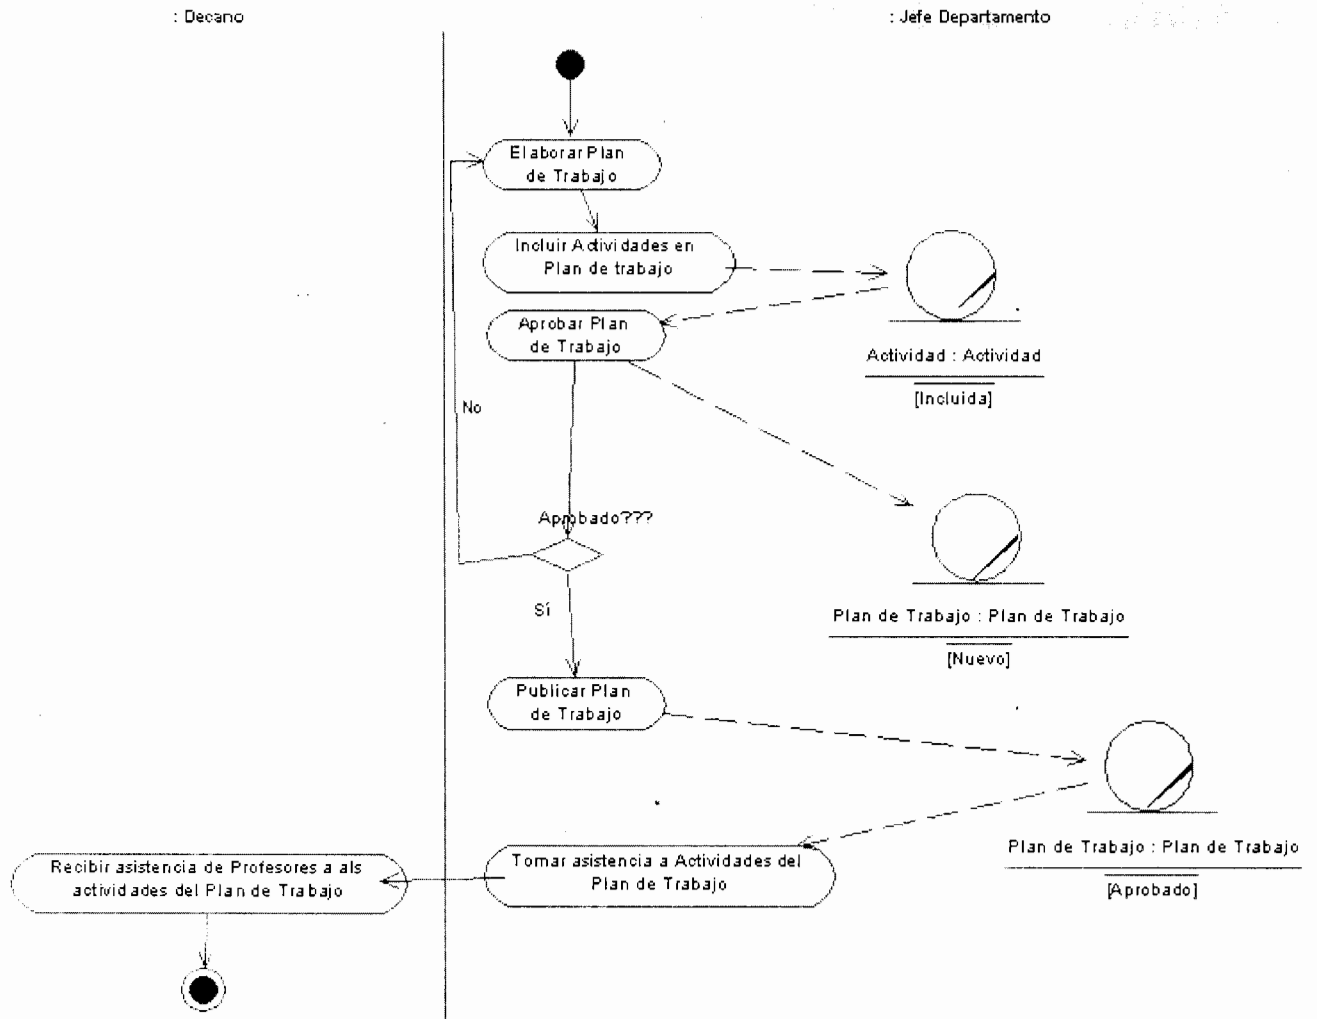 : Decano
: Jefe Departamento
Elaborar Plan
de Trabajo
Incluir Actividades en
Plan de trabajo
Aprobar Plan
de Trabajo
Actividad : Actividad
[Incluida]
No
Aprobado???
Sí
Plan de Trabajo : Plan de Trabajo
[Nuevo]
Publicar Plan
de Trabajo
Plan de Trabajo : Plan de Trabajo
[Aprobado]
Tomar asistencia a Actividades del
Plan de Trabajo
Recibir asistencia de Profesores a als
actividades del Plan de Trabajo